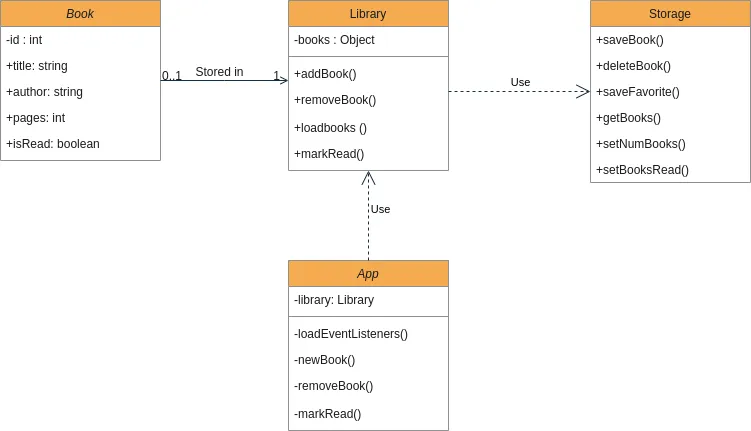 Book
-id : int
+title: string
+author: string
+pages: int
+isRead: boolean
0..1
Stored in
1
Library
-books : Object
+addBook()
+removeBook()
+loadbooks ()
+markRead()
Use
Storage
+saveBook()
+deleteBook()
+saveFavorite()
+getBooks()
+setNumBooks()
+setBooksRead()
Use
App
-library: Library
-loadEventListeners()
-newBook()
-removeBook()
-markRead()